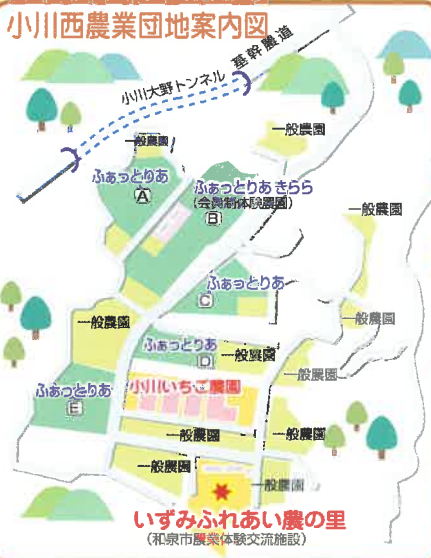 小川西農業団地案内図
基幹農道
小川大野トンネル
一般農園
一般農園
ふぁっとりあ
A
ふぁっとりあ きらら
(会員制体験農園)
B
一般農園
ふぁっとりあ
C
一般農園
一般農園
ふぁっとりあ
D
一般農園
一般農園
ふぁっとりあ
E
小川いちご農園
一般農園
一般農園
一般農園
一般農園
いずみふれあい農の里
(和泉市農業体験交流施設)